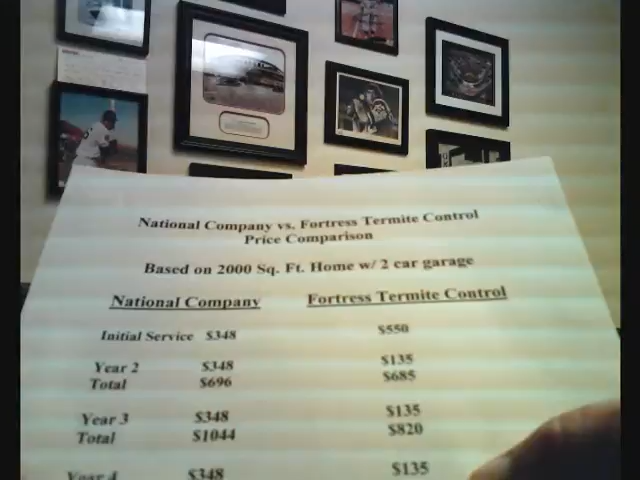 National Company vs. Fortress Termite Control
Price Comparison
Based on 2000 Sq. Ft. Home w/ 2 car garage
National Company Fortress Termite Control
Initial Service $348 $550
Year 2 $348 $135
Total $696 $685
Year 3 $348 $135
Total $1044 $820
Year 4 $348 $135